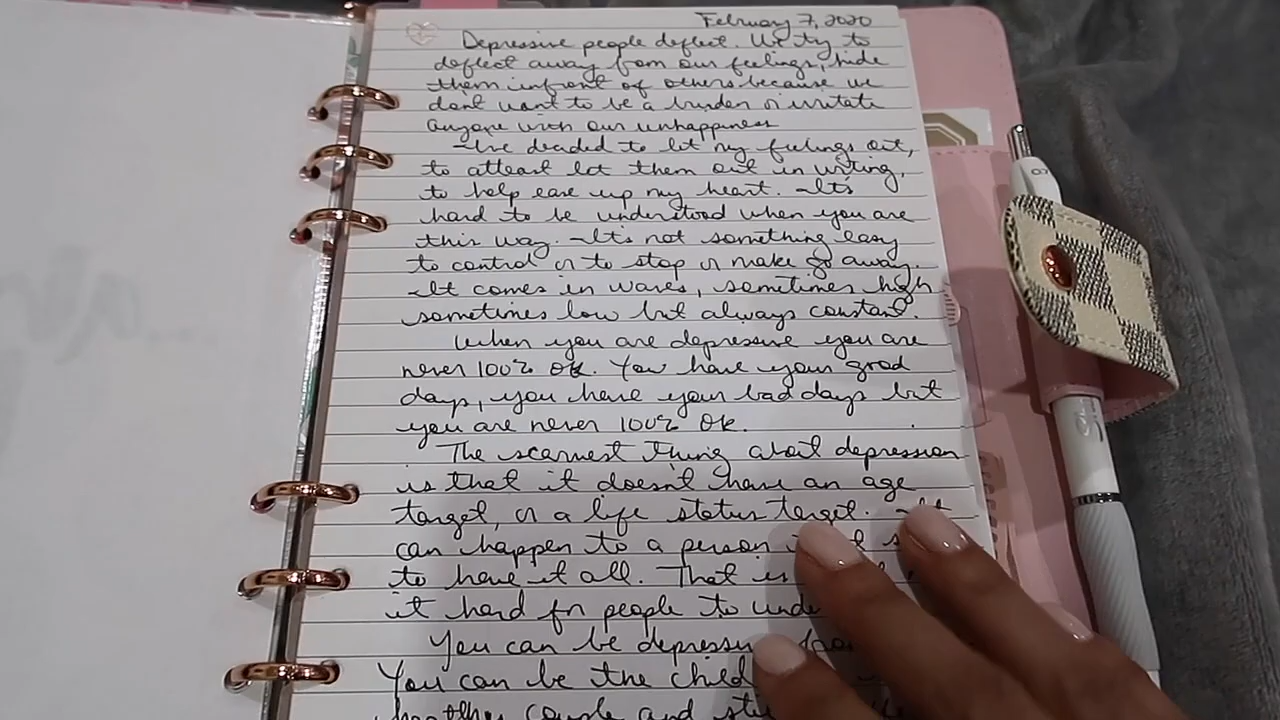 February 7, 2020
Depressive people deflect. We try to
deflect away from our feelings, hide
them infront of others because we
dont want to be a burden or irritate
anyone with our unhappiness
I've decided to let my feelings out,
to atleast let them out in writing,
to help ease up my heart. It's
hard to be understood when you are
this way. It's not something easy
to control or to stop or make go away.
It comes in waves, sometimes high
sometimes low but always constant.
When you are depressive you are
never 100% ok. You have your good
days, you have your bad days but
you are never 100% ok.
The scarriest thing about depression
is that it doesn't have an age
target, or a life status target. It
can happen to a person
to have it all. That is
it hard for people to
You can be depressive
You can be the child
another couple and